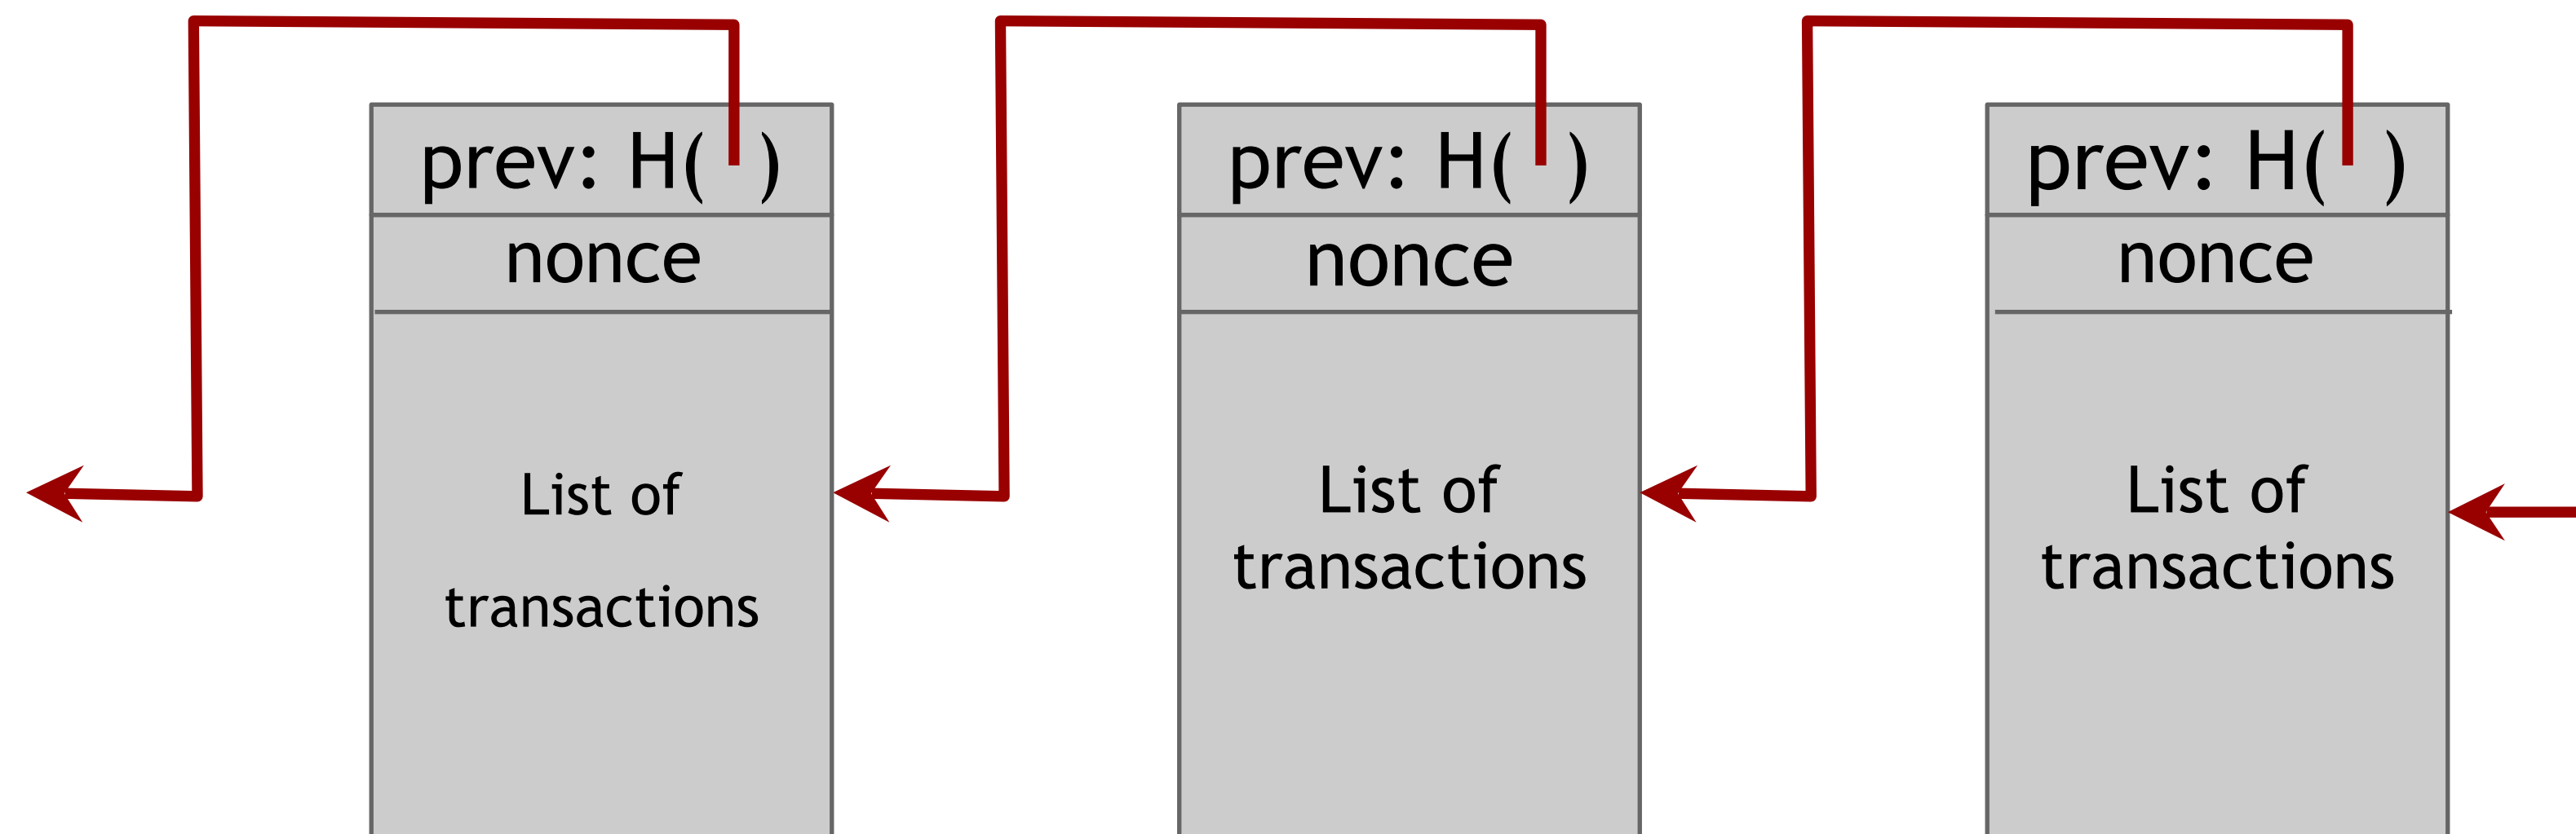 prev: H( )
nonce
List of
transactions
prev: H( )
nonce
List of
transactions
prev: H( )
nonce
List of
transactions